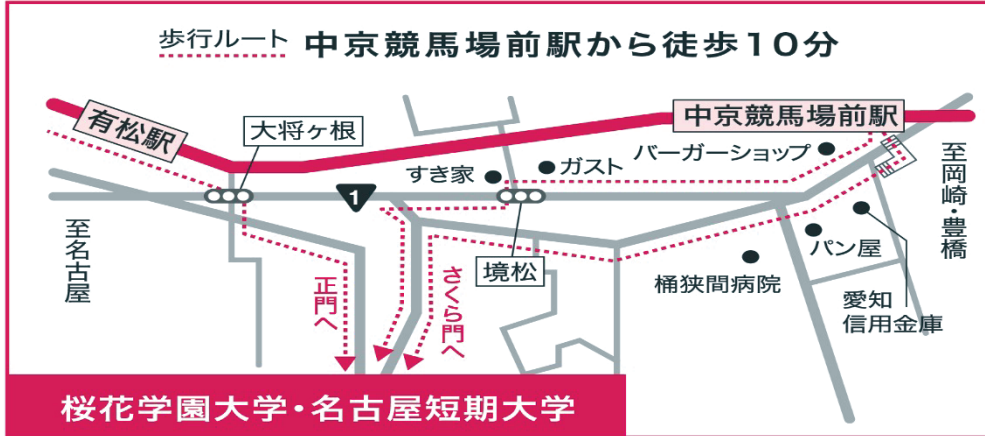 歩行ルート 中京競馬場前駅から徒歩10分
有松駅
大将ヶ根
中京競馬場前駅
バーガーショップ
ガスト
すき家
1
境松
至名古屋
至岡崎・豊橋
パン屋
桶狭間病院
愛知
信用金庫
正門へ
さくら門へ
桜花学園大学・名古屋短期大学